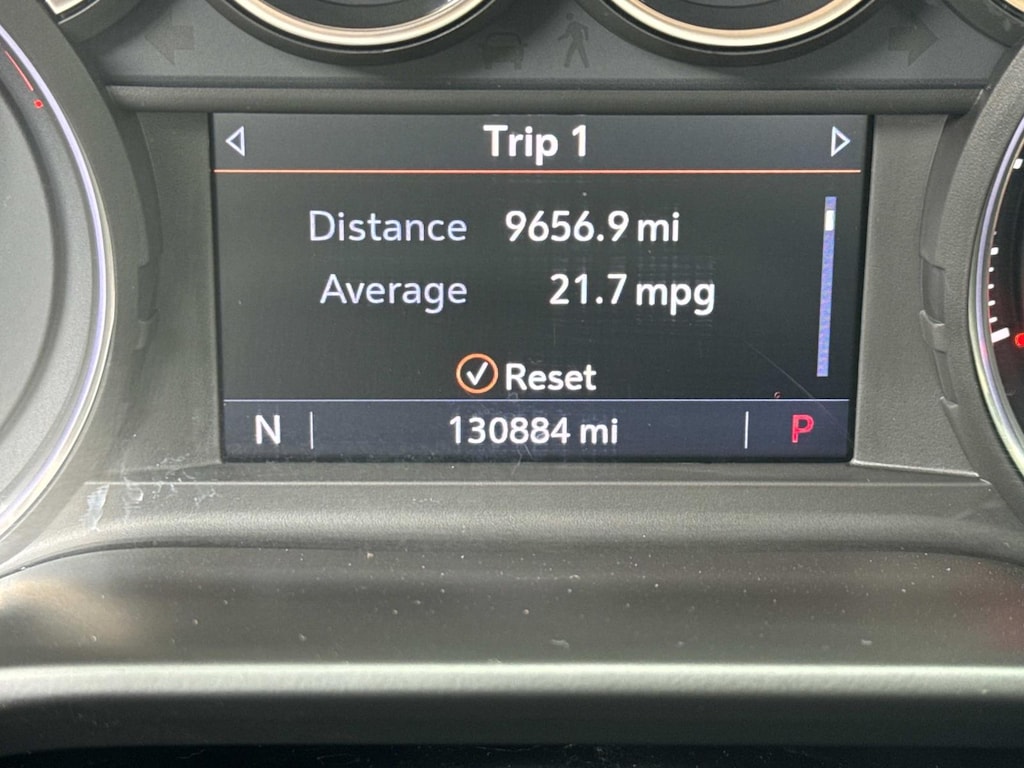 Trip 1
Distance 9656.9 mi
Average 21.7 mpg
Reset
N 130884 mi P